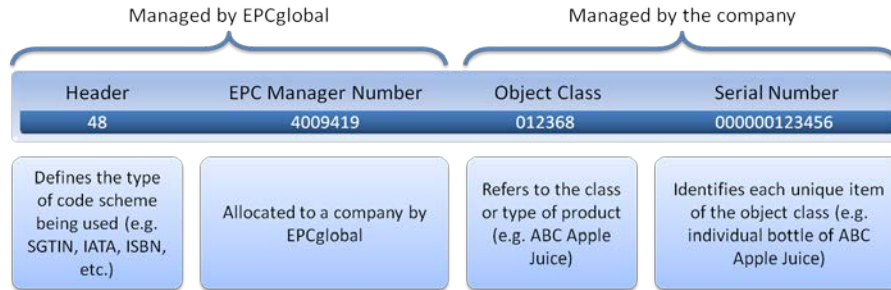 Managed by EPCglobal
Managed by the company
Header
EPC Manager Number
Object Class
Serial Number
48
4009419
012368
000000123456
Defines the type
of code scheme
being used (e.g.
SGTIN, IATA, ISBN,
etc.)
Allocated to a company by
EPCglobal
Refers to the class
or type of product
(e.g. ABC Apple
Juice)
Identifies each unique item
of the object class (e.g.
individual bottle of ABC
Apple Juice)